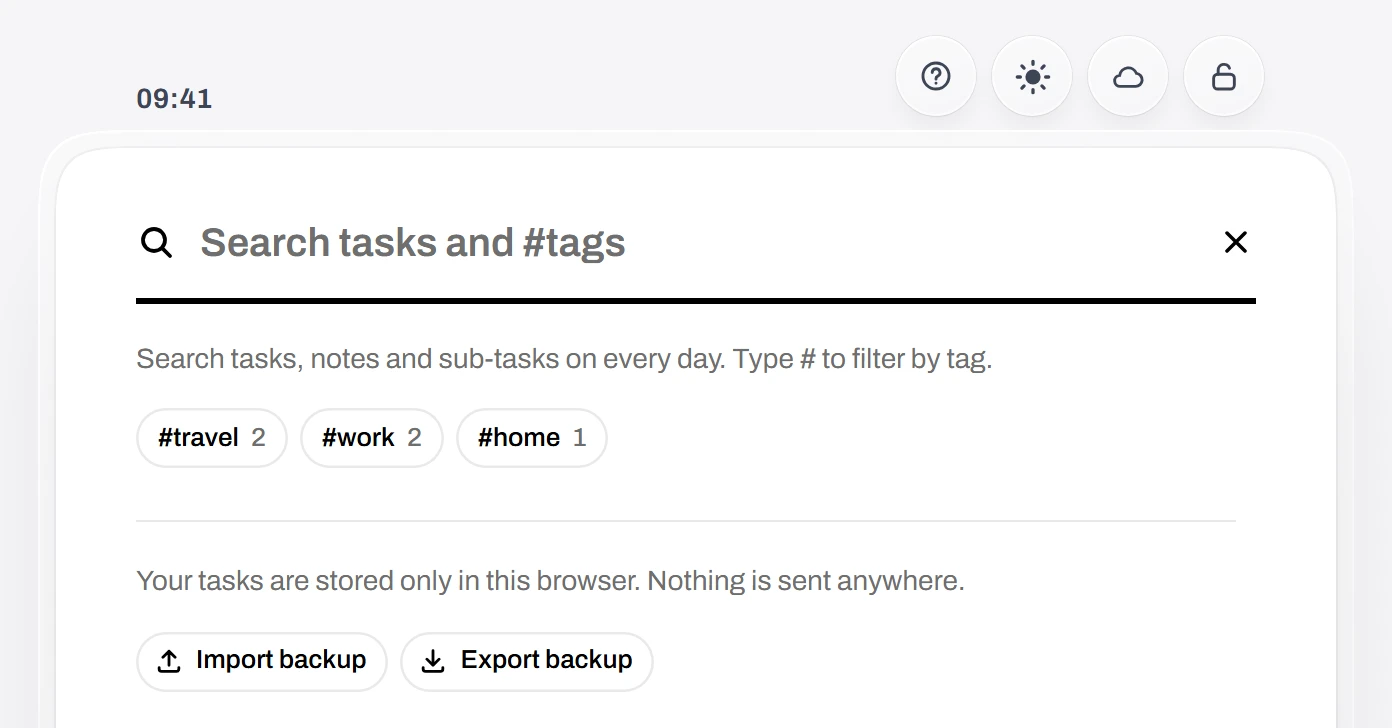 09:41
Search tasks and #tags
Search tasks, notes and sub-tasks on every day. Type # to filter by tag.
#travel 2 #work 2 #home 1
Your tasks are stored only in this browser. Nothing is sent anywhere.
Import backup Export backup